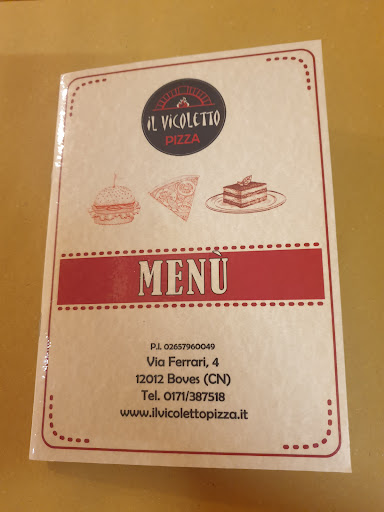 IL VICOLETTO
PIZZA
MENÙ
P.I. 02657960049
Via Ferrari, 4
12012 Boves (CN)
Tel. 0171/387518
www.ilvicolettopizza.it